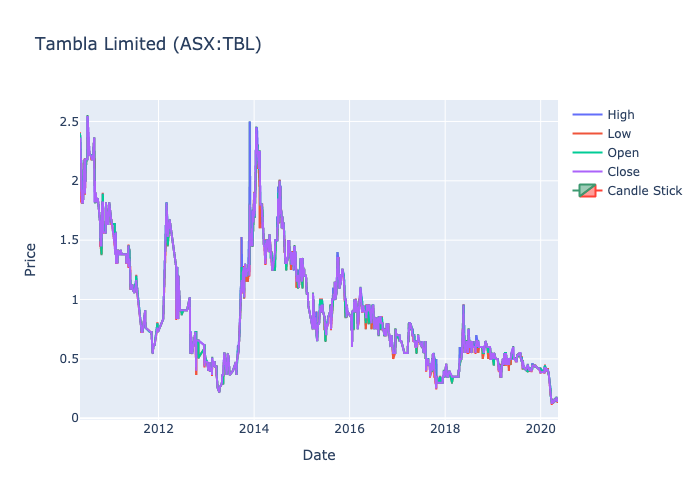 Tambla Limited (ASX:TBL)
High
Low
Open
Close
Candle Stick
2.5
2
1.5
1
0.5
0
Price
2012
2014
2016
2018
2020
Date